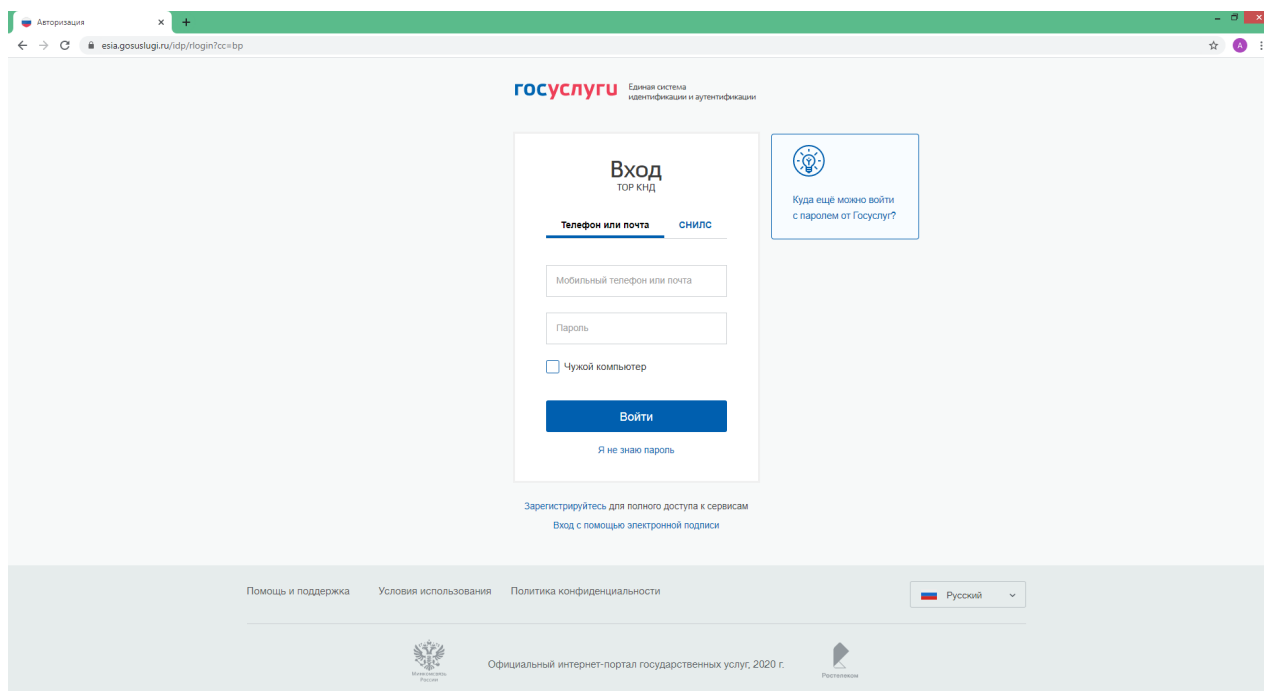 Авторизация
esia.gosuslugi.ru/idp/rlogin?cc=bp
A
госуслуги
Единая система
идентификации и аутентификации
Вход
ТОР КНД
Телефон или почта СНИЛС
Мобильный телефон или почта
Пароль
Чужой компьютер
Войти
Я не знаю пароль
Куда ещё можно войти
с паролем от Госуслуг?
Зарегистрируйтесь для полного доступа к сервисам
Вход с помощью электронной подписи
Помощь и поддержка Условия использования Политика конфиденциальности
Русский
Минкомсвязь
России
Официальный интернет-портал государственных услуг, 2020 г.
Ростелеком